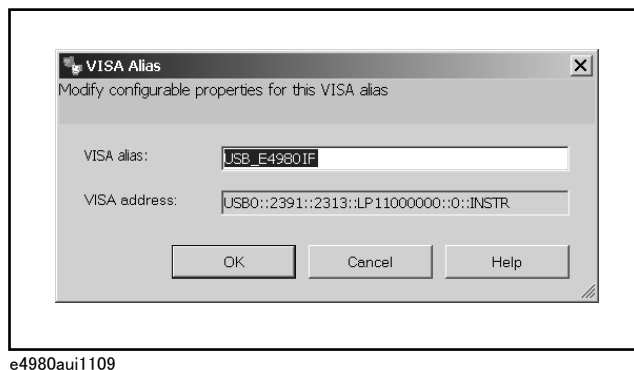 VISA Alias
Modify configurable properties for this VISA alias
VISA alias: USB_E4980IF
VISA address: USB0::2391::2313::LP11000000::0::INSTR
OK Cancel Help
e4980aui1109